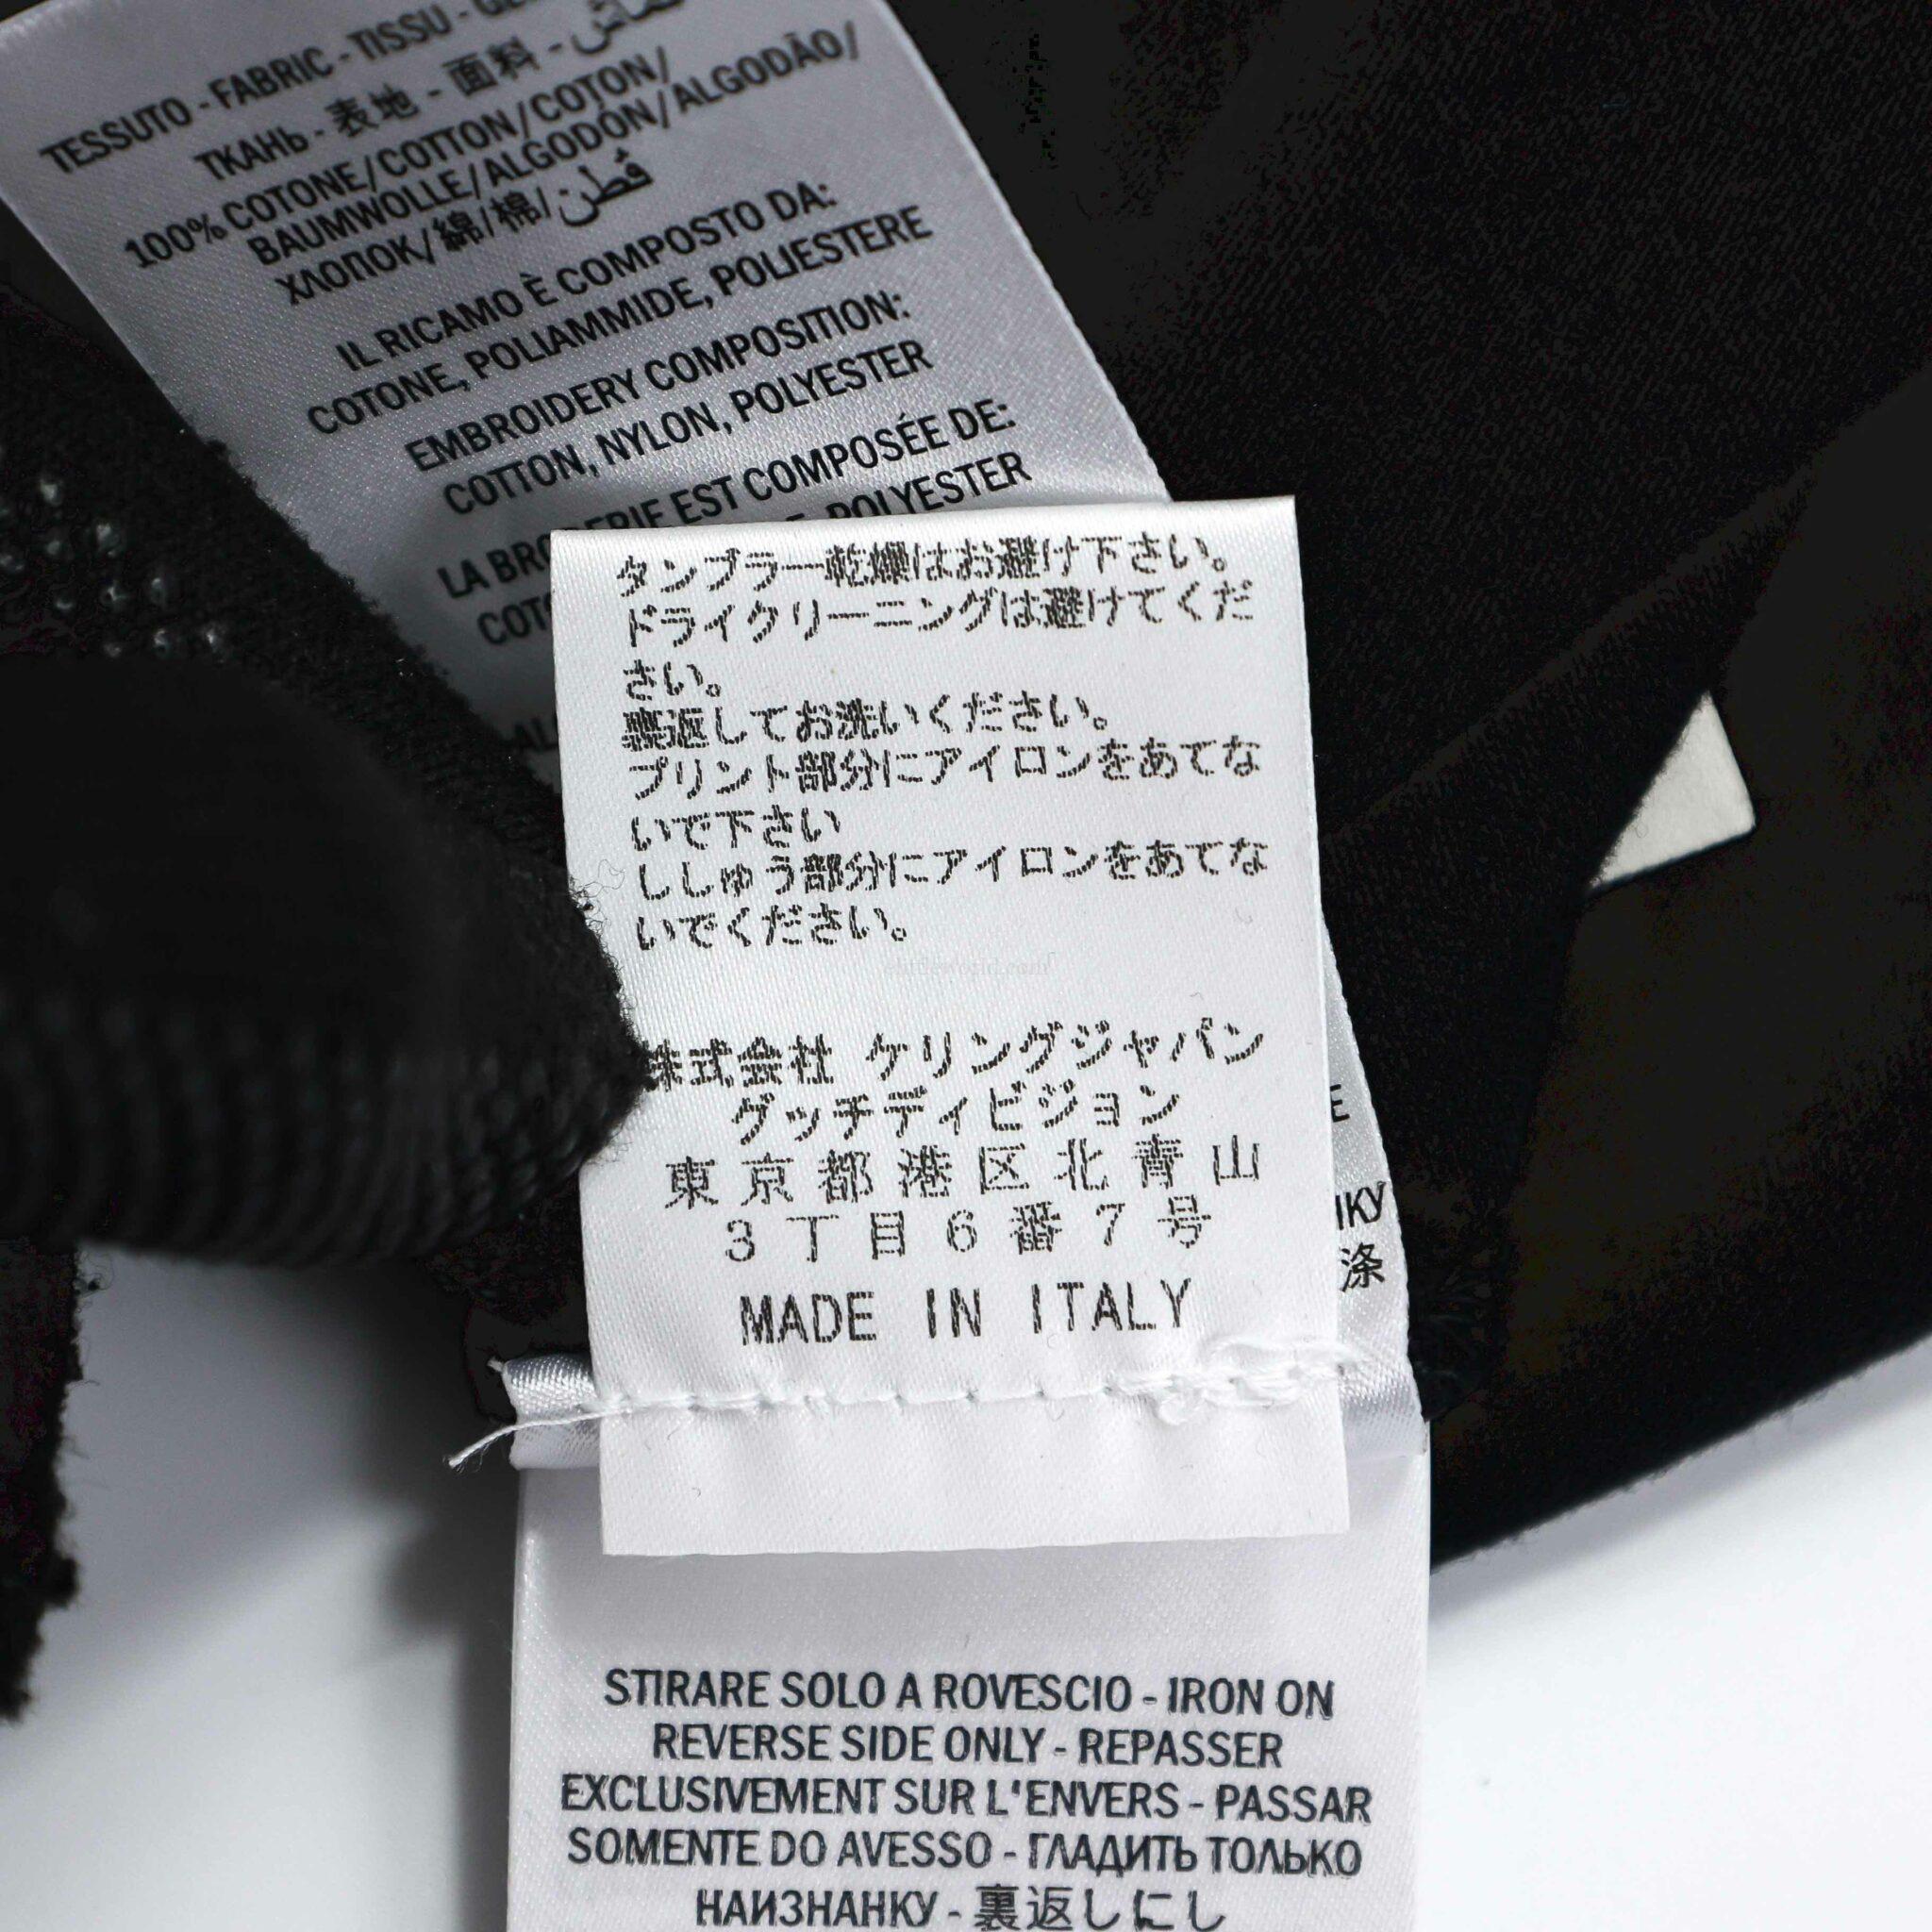 TESSUTO - FABRIC - TISSU -
ТКАНЬ - 表地 - 面料 - قماش
100% COTONE/COTTON/COTON/
BAUMWOLLE/ALGODÓN/ALGODÃO/
ХЛОПОК/綿/棉/قطن
IL RICAMO È COMPOSTO DA:
COTONE, POLIAMMIDE, POLIESTERE
EMBROIDERY COMPOSITION:
COTTON, NYLON, POLYESTER
LA BRODERIE EST COMPOSÉE DE:
POLYESTER
タンブラー乾燥はお避け下さい。
ドライクリーニングは避けてくだ
さい。
裏返してお洗いください。
プリント部分にアイロンをあてな
いで下さい
ししゅう部分にアイロンをあてな
いでください。
株式会社 ケリングジャパン
グッチディビジョン
東京都港区北青山
3丁目6番7号
MADE IN ITALY
STIRARE SOLO A ROVESCIO - IRON ON
REVERSE SIDE ONLY - REPASSER
EXCLUSIVEMENT SUR L'ENVERS - PASSAR
SOMENTE DO AVESSO - ГЛАДИТЬ ТОЛЬКО
НАИЗНАНКУ - 裏返しにし